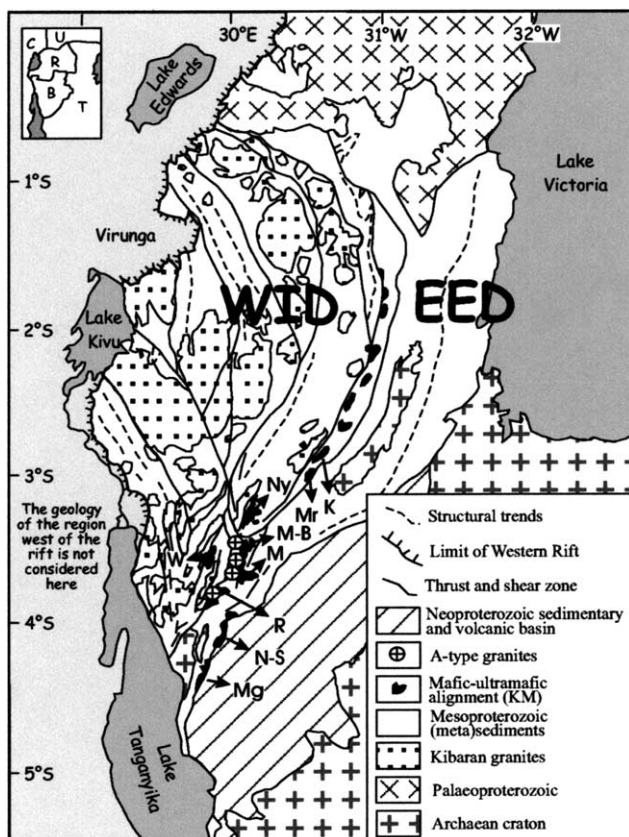 30°E
31°W
32°W
C
U
R
B
T
Lake
Edwards
Lake
Victoria
1°S
Virunga
WID
EED
2°S
Lake
Kivu
3°S
Ny
K
Mr
M-B
M
W
The geology
of the region
west of the
rift is not
considered
here
4°S
R
N-S
Mg
Lake
Tanganyika
5°S
Structural trends
Limit of Western Rift
Thrust and shear zone
Neoproterozoic sedimentary
and volcanic basin
A-type granites
Mafic-ultramafic
alignment (KM)
Mesoproterozoic
(meta)sediments
Kibaran granites
Palaeoproterozoic
Archaean craton